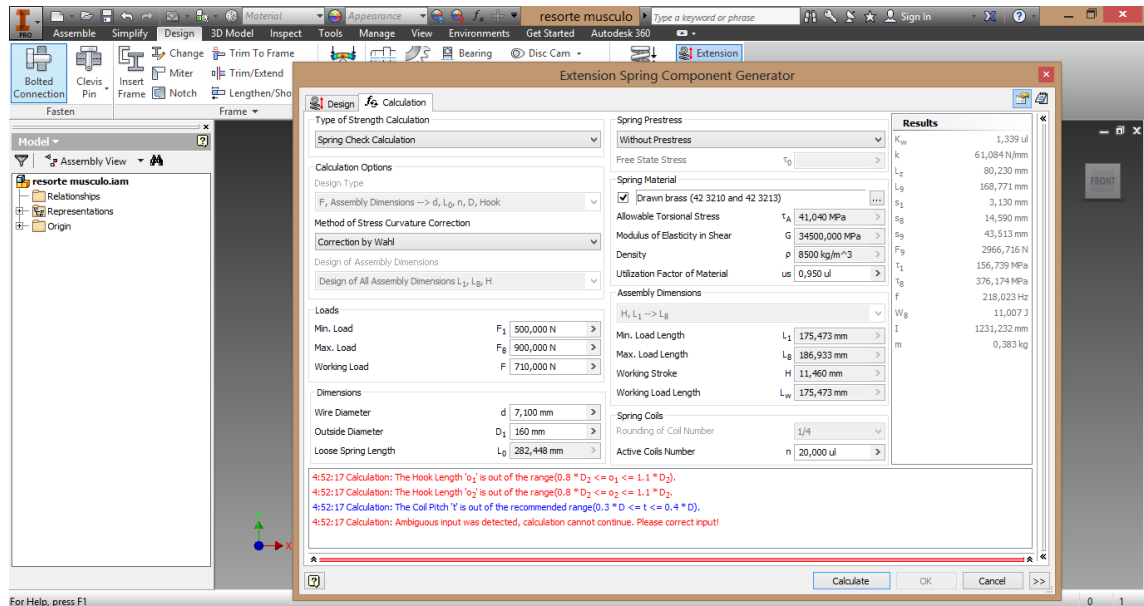 PRO
Material
Appearance
resorte musculo
Type a keyword or phrase
Sign In
Assemble Simplify Design 3D Model Inspect Tools Manage View Environments Get Started Autodesk 360
Bolted Connection
Clevis Pin
Insert Frame
Change
Miter
Notch
Trim To Frame
Trim/Extend
Lengthen/Sho
Bearing
Disc Cam
Extension
Fasten
Frame
Model
Assembly View
resorte musculo.iam
Relationships
Representations
Origin
FRONT
Extension Spring Component Generator
Design
Calculation
Type of Strength Calculation
Spring Check Calculation
Calculation Options
Design Type
F, Assembly Dimensions --> d, L0, n, D, Hook
Method of Stress Curvature Correction
Correction by Wahl
Design of Assembly Dimensions
Design of All Assembly Dimensions L1, L8, H
Loads
Min. Load F1 500,000 N
Max. Load F8 900,000 N
Working Load F 710,000 N
Dimensions
Wire Diameter d 7,100 mm
Outside Diameter D1 160 mm
Loose Spring Length L0 282,448 mm
Spring Prestress
Without Prestress
Free State Stress τ0
Spring Material
Drawn brass (42 3210 and 42 3213)
Allowable Torsional Stress τA 41,040 MPa
Modulus of Elasticity in Shear G 34500,000 MPa
Density ρ 8500 kg/m^3
Utilization Factor of Material us 0,950 ul
Assembly Dimensions
H, L1 --> L8
Min. Load Length L1 175,473 mm
Max. Load Length L8 186,933 mm
Working Stroke H 11,460 mm
Working Load Length Lw 175,473 mm
Spring Coils
Rounding of Coil Number 1/4
Active Coils Number n 20,000 ul
Results
Kw 1,339 ul
k 61,084 N/mm
Lz 80,230 mm
L9 168,771 mm
s1 3,130 mm
s8 14,590 mm
s9 43,513 mm
F9 2966,716 N
τ1 156,739 MPa
τ8 376,174 MPa
f 218,023 Hz
W8 11,007 J
l 1231,232 mm
m 0,383 kg
4:52:17 Calculation: The Hook Length 'o1' is out of the range(0.8 * D2 <= o1 <= 1.1 * D2).
4:52:17 Calculation: The Hook Length 'o2' is out of the range(0.8 * D2 <= o2 <= 1.1 * D2.
4:52:17 Calculation: The Coil Pitch 't' is out of the recommended range(0.3 * D <= t <= 0.4 * D).
4:52:17 Calculation: Ambiguous input was detected, calculation cannot continue. Please correct input!
Calculate
OK
Cancel
>>
X
For Help, press F1
0 1